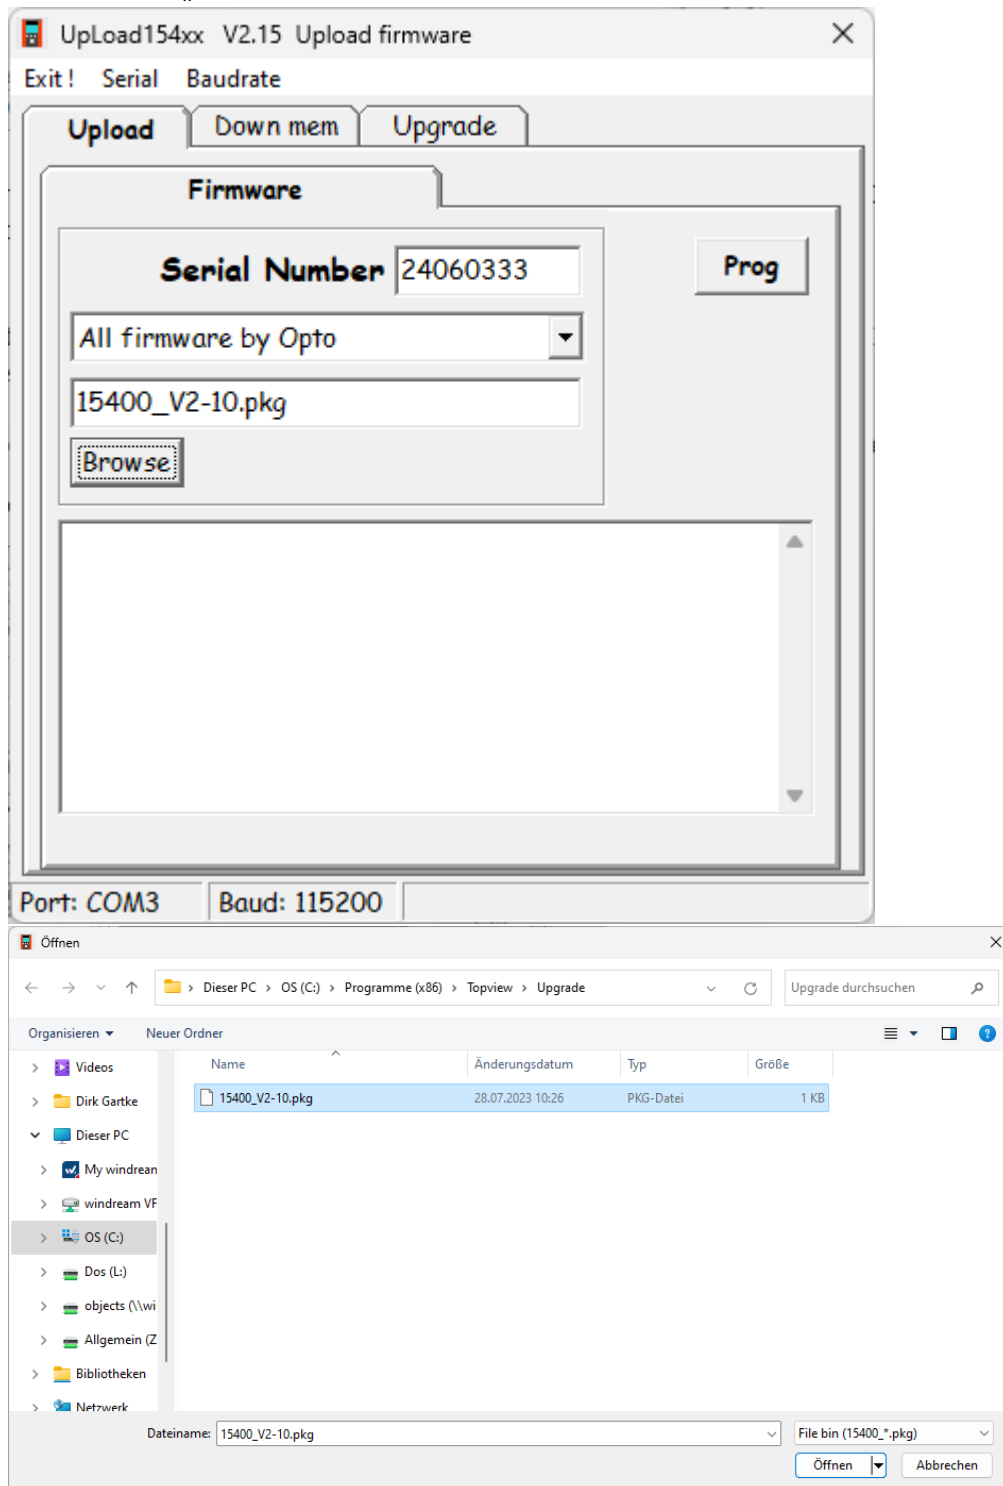 UpLoad154xx V2.15 Upload firmware
Exit! Serial Baudrate
Upload Down mem Upgrade
Firmware
Serial Number 24060333
Prog
All firmware by Opto
15400_V2-10.pkg
Browse
Port: COM3 Baud: 115200
Öffnen
Dieser PC > OS (C:) > Programme (x86) > Topview > Upgrade
Upgrade durchsuchen
Organisieren Neuer Ordner
Name Änderungsdatum Typ Größe
15400_V2-10.pkg 28.07.2023 10:26 PKG-Datei 1 KB
Videos
Dirk Gartke
Dieser PC
My windrean
windream VF
OS (C:)
Dos (L:)
objects (\\wi
Allgemein (Z
Bibliotheken
Netzwerk
Dateiname: 15400_V2-10.pkg File bin (15400_*.pkg)
Öffnen Abbrechen